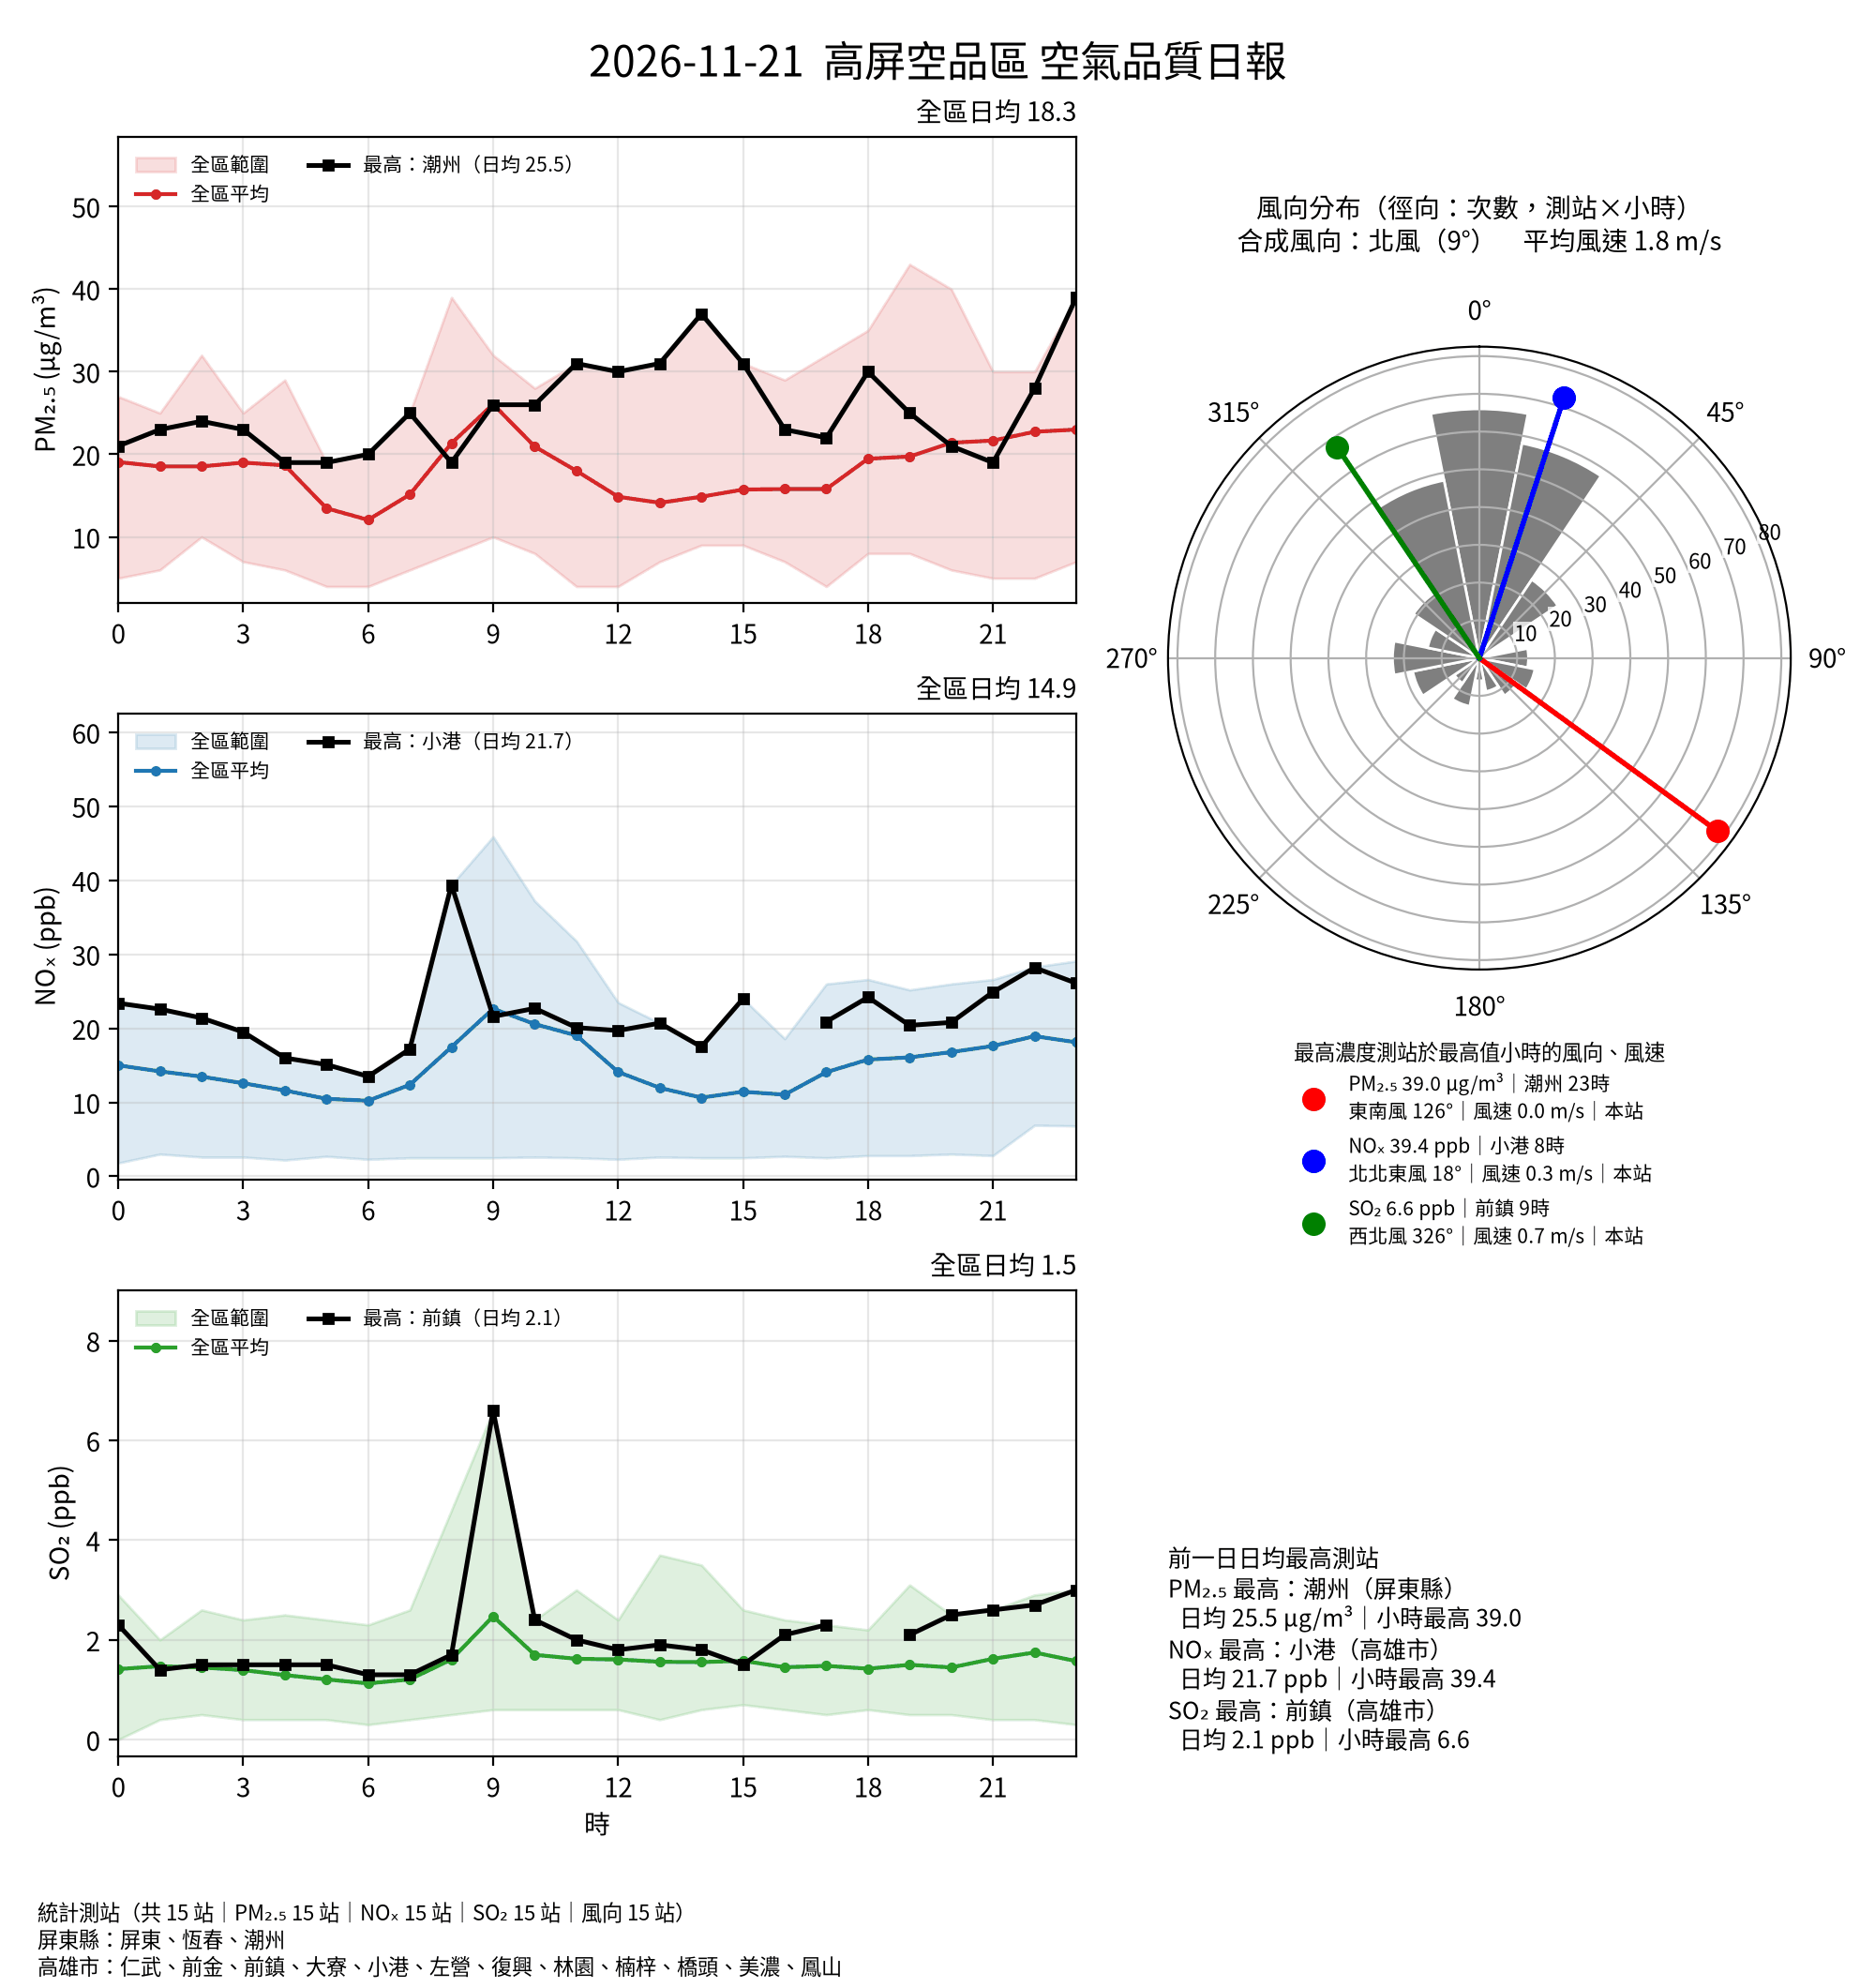 2026-11-21 高屏空品區 空氣品質日報
全區日均 18.3
全區範圍
全區平均
最高：潮州（日均 25.5）
PM₂.₅ (μg/m³)
50
40
30
20
10
0 3 6 9 12 15 18 21
全區日均 14.9
全區範圍
全區平均
最高：小港（日均 21.7）
NOₓ (ppb)
60
50
40
30
20
10
0
0 3 6 9 12 15 18 21
全區日均 1.5
全區範圍
全區平均
最高：前鎮（日均 2.1）
SO₂ (ppb)
8
6
4
2
0
0 3 6 9 12 15 18 21
時
風向分布（徑向：次數，測站×小時）
合成風向：北風（9°） 平均風速 1.8 m/s
0°
45°
90°
135°
180°
225°
270°
315°
10 20 30 40 50 60 70 80
最高濃度測站於最高值小時的風向、風速
PM₂.₅ 39.0 μg/m³｜潮州 23時
東南風 126°｜風速 0.0 m/s｜本站
NOₓ 39.4 ppb｜小港 8時
北北東風 18°｜風速 0.3 m/s｜本站
SO₂ 6.6 ppb｜前鎮 9時
西北風 326°｜風速 0.7 m/s｜本站
前一日日均最高測站
PM₂.₅ 最高：潮州（屏東縣）
日均 25.5 μg/m³｜小時最高 39.0
NOₓ 最高：小港（高雄市）
日均 21.7 ppb｜小時最高 39.4
SO₂ 最高：前鎮（高雄市）
日均 2.1 ppb｜小時最高 6.6
統計測站（共 15 站｜PM₂.₅ 15 站｜NOₓ 15 站｜SO₂ 15 站｜風向 15 站）
屏東縣：屏東、恆春、潮州
高雄市：仁武、前金、前鎮、大寮、小港、左營、復興、林園、楠梓、橋頭、美濃、鳳山